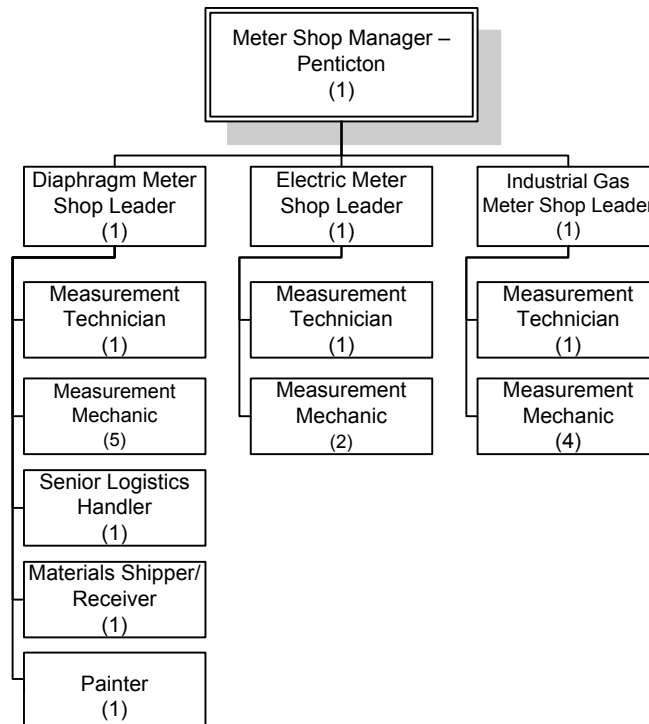 Meter Shop Manager –
Penticton
(1)
Diaphragm Meter
Shop Leader
(1)
Electric Meter
Shop Leader
(1)
Industrial Gas
Meter Shop Leader
(1)
Measurement
Technician
(1)
Measurement
Technician
(1)
Measurement
Technician
(1)
Measurement
Mechanic
(5)
Measurement
Mechanic
(2)
Measurement
Mechanic
(4)
Senior Logistics
Handler
(1)
Materials Shipper/
Receiver
(1)
Painter
(1)